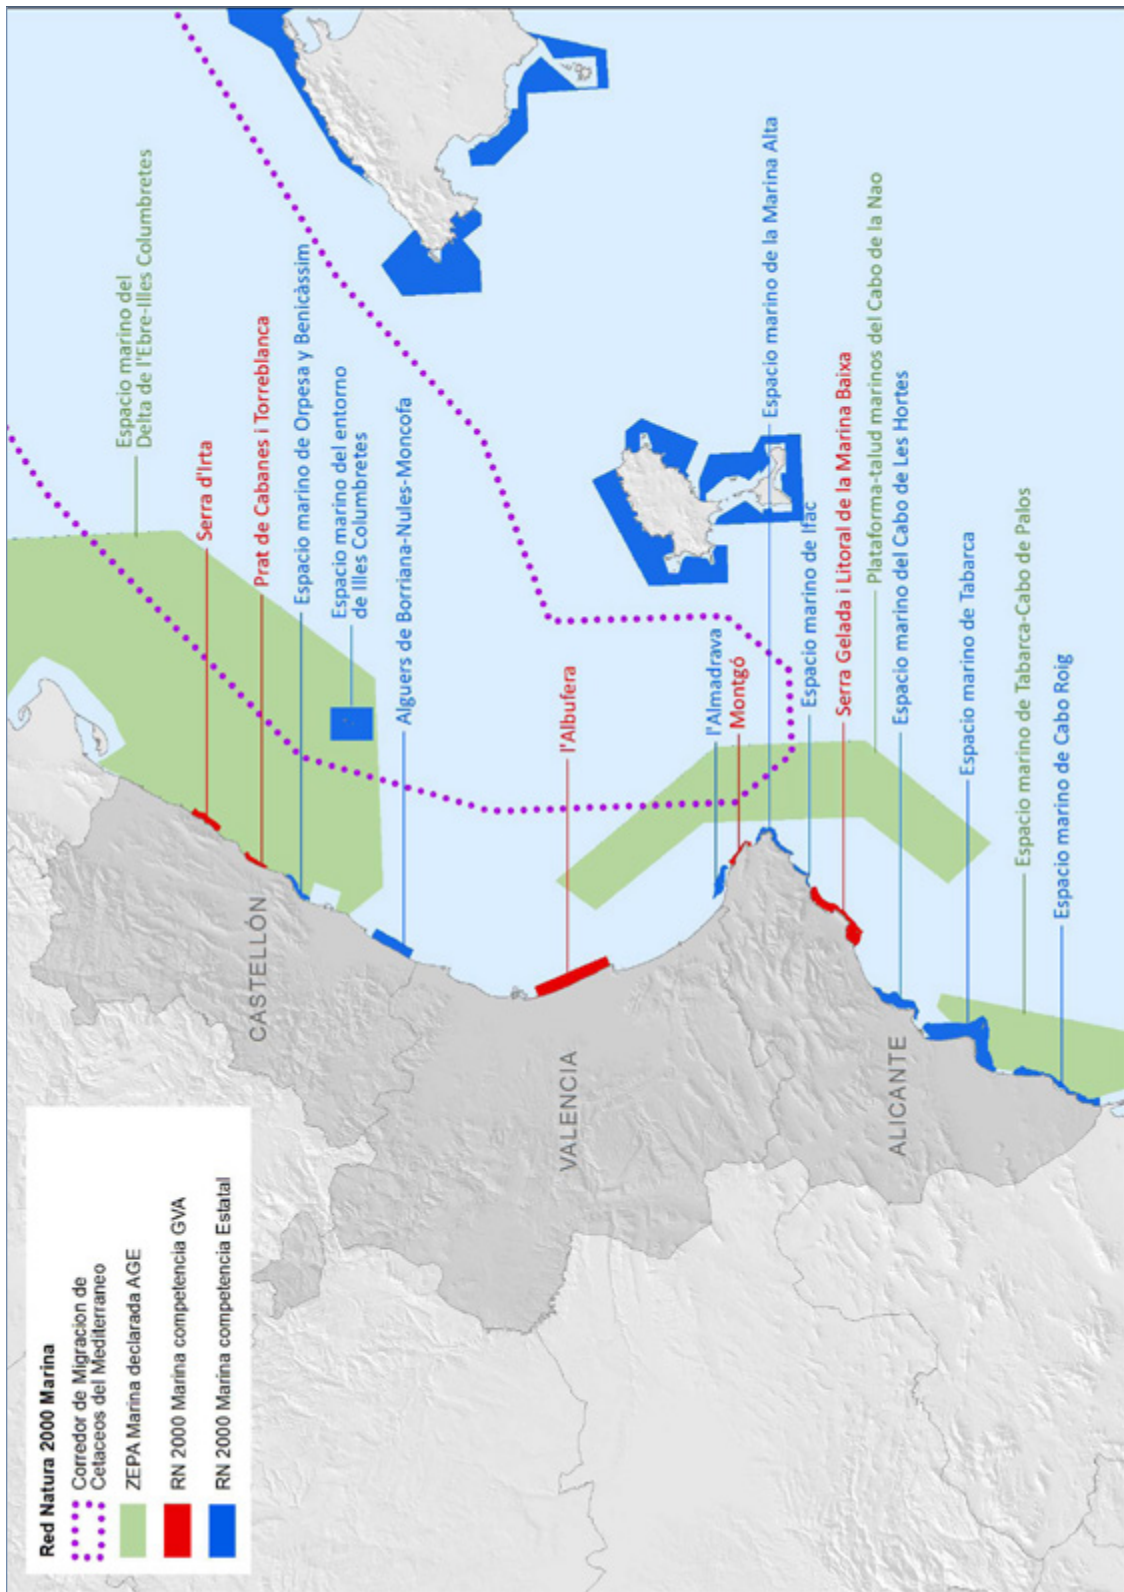 Red Natura 2000 Marina
Corredor de Migracion de
Cetaceos del Mediterraneo
ZEPA Marina declarada AGE
RN 2000 Marina competencia GVA
RN 2000 Marina competencia Estatal
CASTELLÓN
VALENCIA
ALICANTE
Espacio marino del
Delta de l'Ebre-Illes Columbretes
Serra d'Irta
Prat de Cabanes i Torreblanca
Espacio marino de Orpesa y Benicàssim
Espacio marino del entorno
de Illes Columbretes
Alguers de Borriana-Nules-Moncofa
l'Albufera
l'Almadrava
Montgó
Espacio marino de la Marina Alta
Espacio marino de Ifac
Serra Gelada i Litoral de la Marina Baixa
Plataforma-talud marinos del Cabo de la Nao
Espacio marino del Cabo de Les Hortes
Espacio marino de Tabarca
Espacio marino de Tabarca-Cabo de Palos
Espacio marino de Cabo Roig